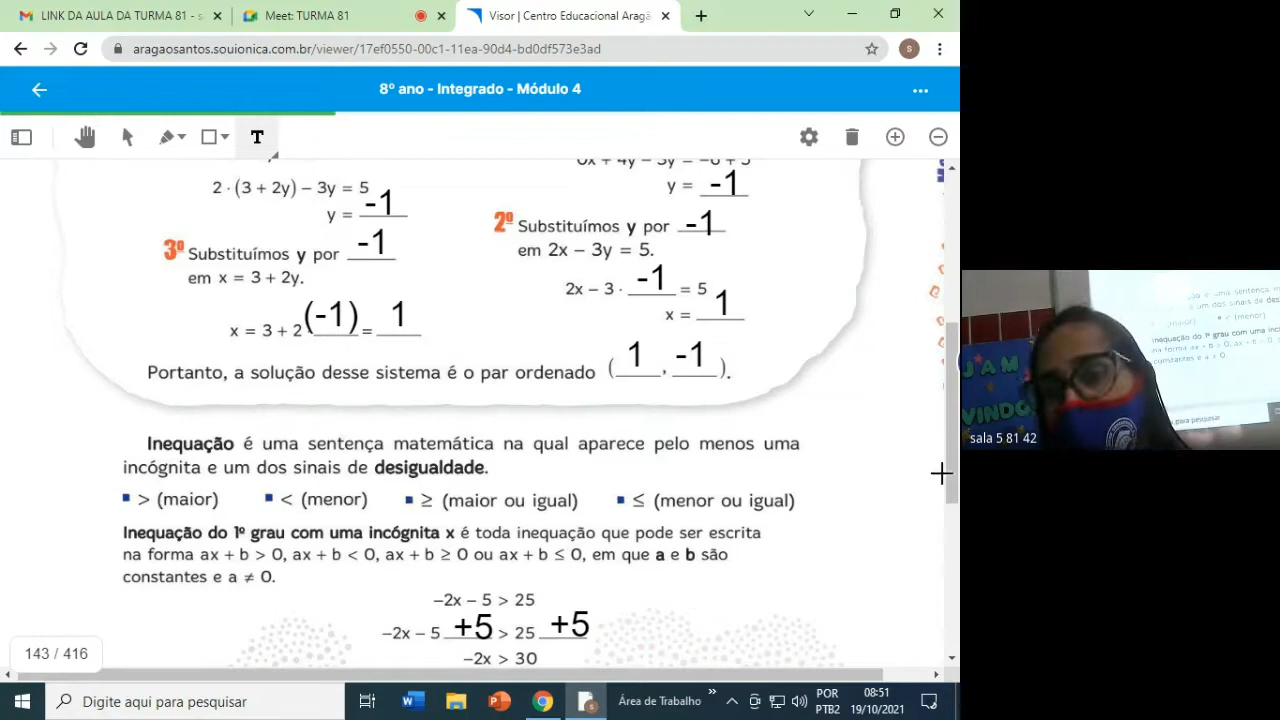 LINK DA AULA DA TURMA 81 - s
Meet: TURMA 81
Visor | Centro Educacional Aragã
aragaosantos.souionica.com.br/viewer/17ef0550-00c1-11ea-90d4-bd0df573e3ad
s
8º ano - Integrado - Módulo 4
T
2 · (3 + 2y) – 3y = 5
y = -1
3º Substituímos y por -1
em x = 3 + 2y.
x = 3 + 2 (-1) = 1
y = -1
2º Substituímos y por -1
em 2x – 3y = 5.
2x – 3 · -1 = 5
x = 1
Portanto, a solução desse sistema é o par ordenado (1, -1).
Inequação é uma sentença matemática na qual aparece pelo menos uma
incógnita e um dos sinais de desigualdade.
> (maior) < (menor) ≥ (maior ou igual) ≤ (menor ou igual)
Inequação do 1º grau com uma incógnita x é toda inequação que pode ser escrita
na forma ax + b > 0, ax + b < 0, ax + b ≥ 0 ou ax + b ≤ 0, em que a e b são
constantes e a ≠ 0.
–2x – 5 > 25
–2x – 5 +5 > 25 +5
–2x > 30
143 / 416
sala 5 81 42
Digite aqui para pesquisar
Área de Trabalho
POR
PTB2
08:51
19/10/2021